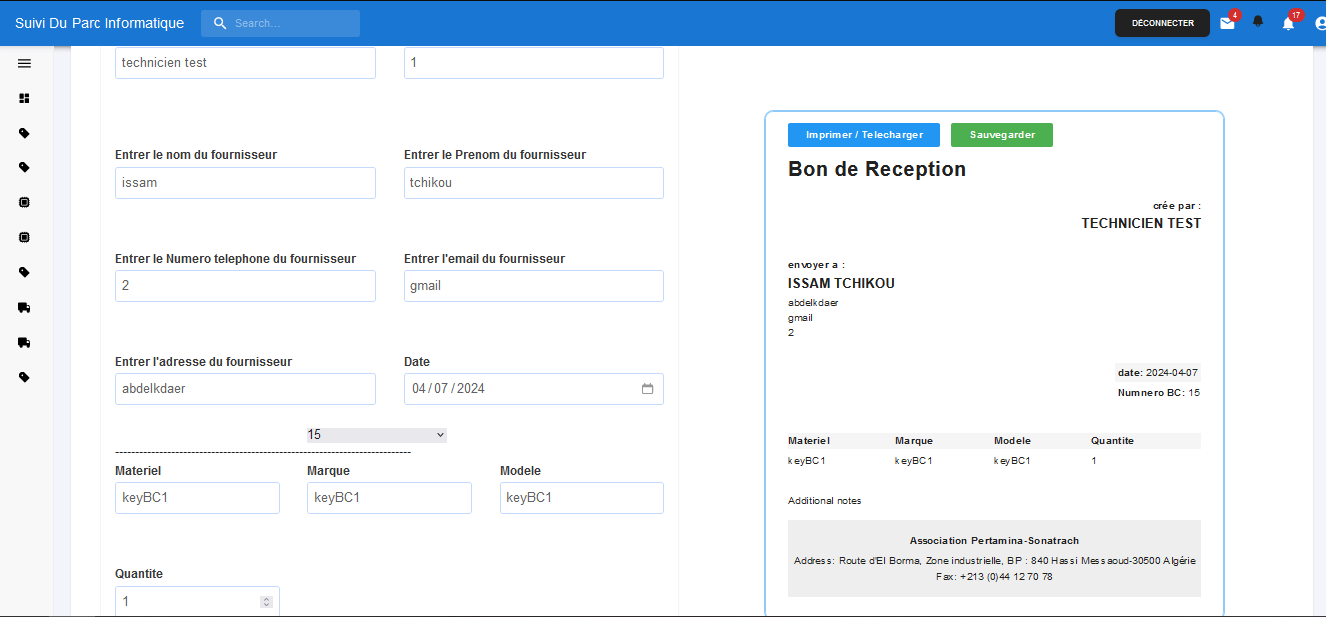 Suivi Du Parc Informatique
Search...
DÉCONNECTER
4
17
technicien test
1
Entrer le nom du fournisseur
Entrer le Prenom du fournisseur
issam
tchikou
Entrer le Numero telephone du fournisseur
Entrer l'email du fournisseur
2
gmail
Entrer l'adresse du fournisseur
Date
abdelkdaer
04/07/2024
15
--------------------------------------------------------------------------
Materiel
Marque
Modele
keyBC1
keyBC1
keyBC1
Quantite
1
Imprimer / Telecharger
Sauvegarder
Bon de Reception
crée par :
TECHNICIEN TEST
envoyer a :
ISSAM TCHIKOU
abdelkdaer
gmail
2
date: 2024-04-07
Numnero BC: 15
Materiel Marque Modele Quantite
keyBC1 keyBC1 keyBC1 1
Additional notes
Association Pertamina-Sonatrach
Address: Route d'El Borma, Zone industrielle, BP : 840 Hassi Messaoud-30500 Algérie
Fax: +213 (0)44 12 70 78